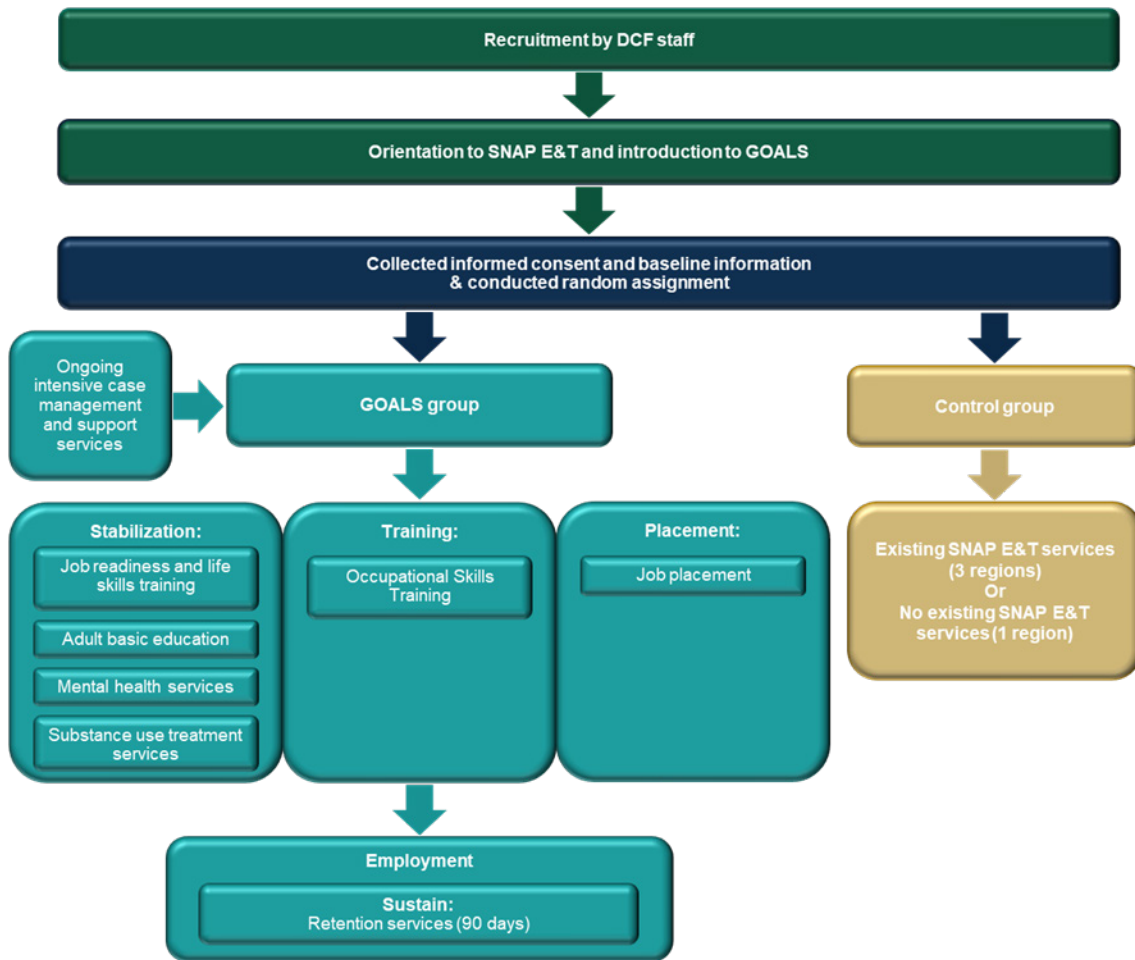 Recruitment by DCF staff
Orientation to SNAP E&T and introduction to GOALS
Collected informed consent and baseline information
& conducted random assignment
Ongoing
intensive case
management
and support
services
GOALS group
Control group
Stabilization:
Job readiness and life
skills training
Adult basic education
Mental health services
Substance use treatment
services
Training:
Occupational Skills
Training
Placement:
Job placement
Existing SNAP E&T services
(3 regions)
Or
No existing SNAP E&T
services (1 region)
Employment
Sustain:
Retention services (90 days)